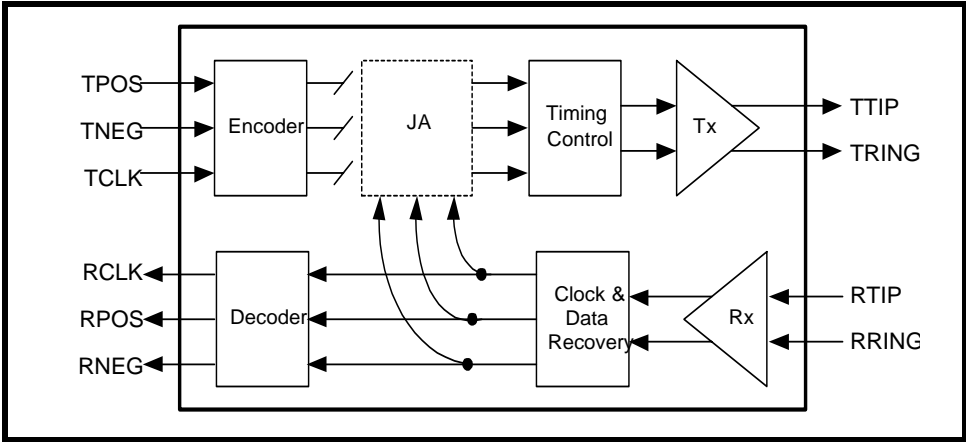 TPOS
TNEG
TCLK
Encoder
JA
Timing
Control
Tx
TTIP
TRING
RCLK
RPOS
RNEG
Decoder
Clock &
Data
Recovery
Rx
RTIP
RRING